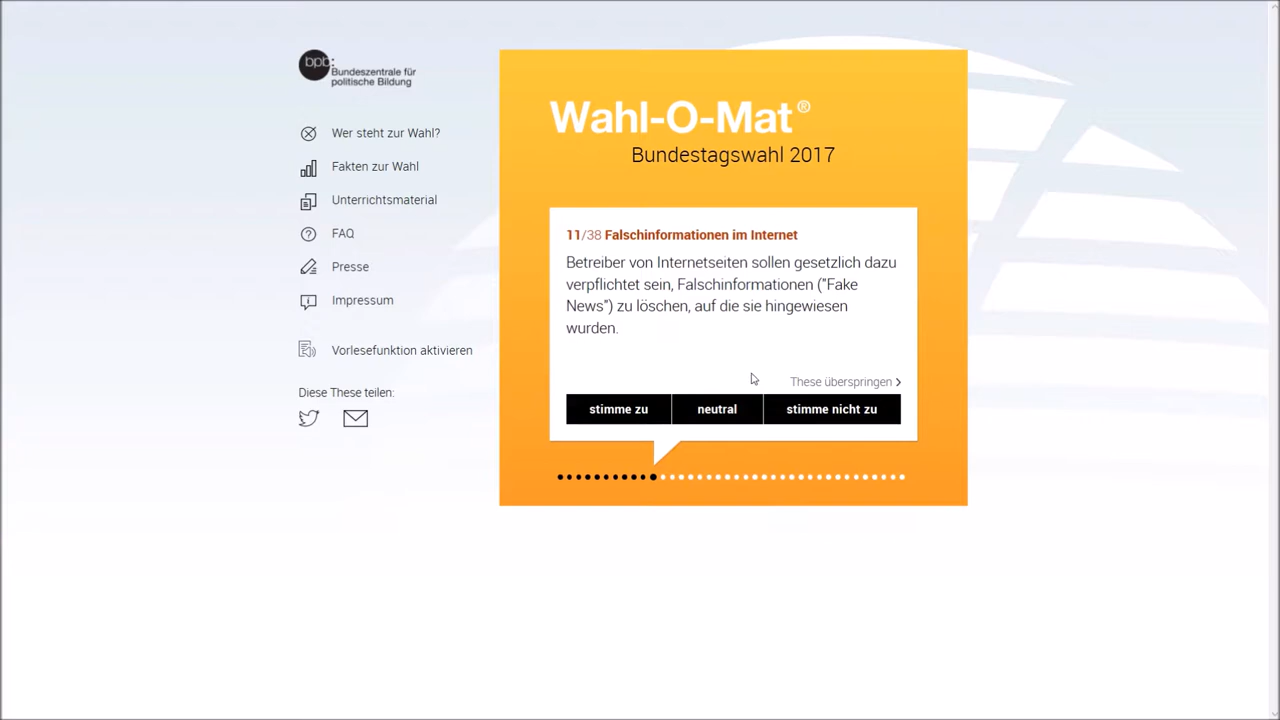 bpb:
Bundeszentrale für
politische Bildung
Wer steht zur Wahl?
Fakten zur Wahl
Unterrichtsmaterial
FAQ
Presse
Impressum
Vorlesefunktion aktivieren
Diese These teilen:
Wahl-O-Mat®
Bundestagswahl 2017
11/38 Falschinformationen im Internet
Betreiber von Internetseiten sollen gesetzlich dazu
verpflichtet sein, Falschinformationen ("Fake
News") zu löschen, auf die sie hingewiesen
wurden.
These überspringen
stimme zu
neutral
stimme nicht zu